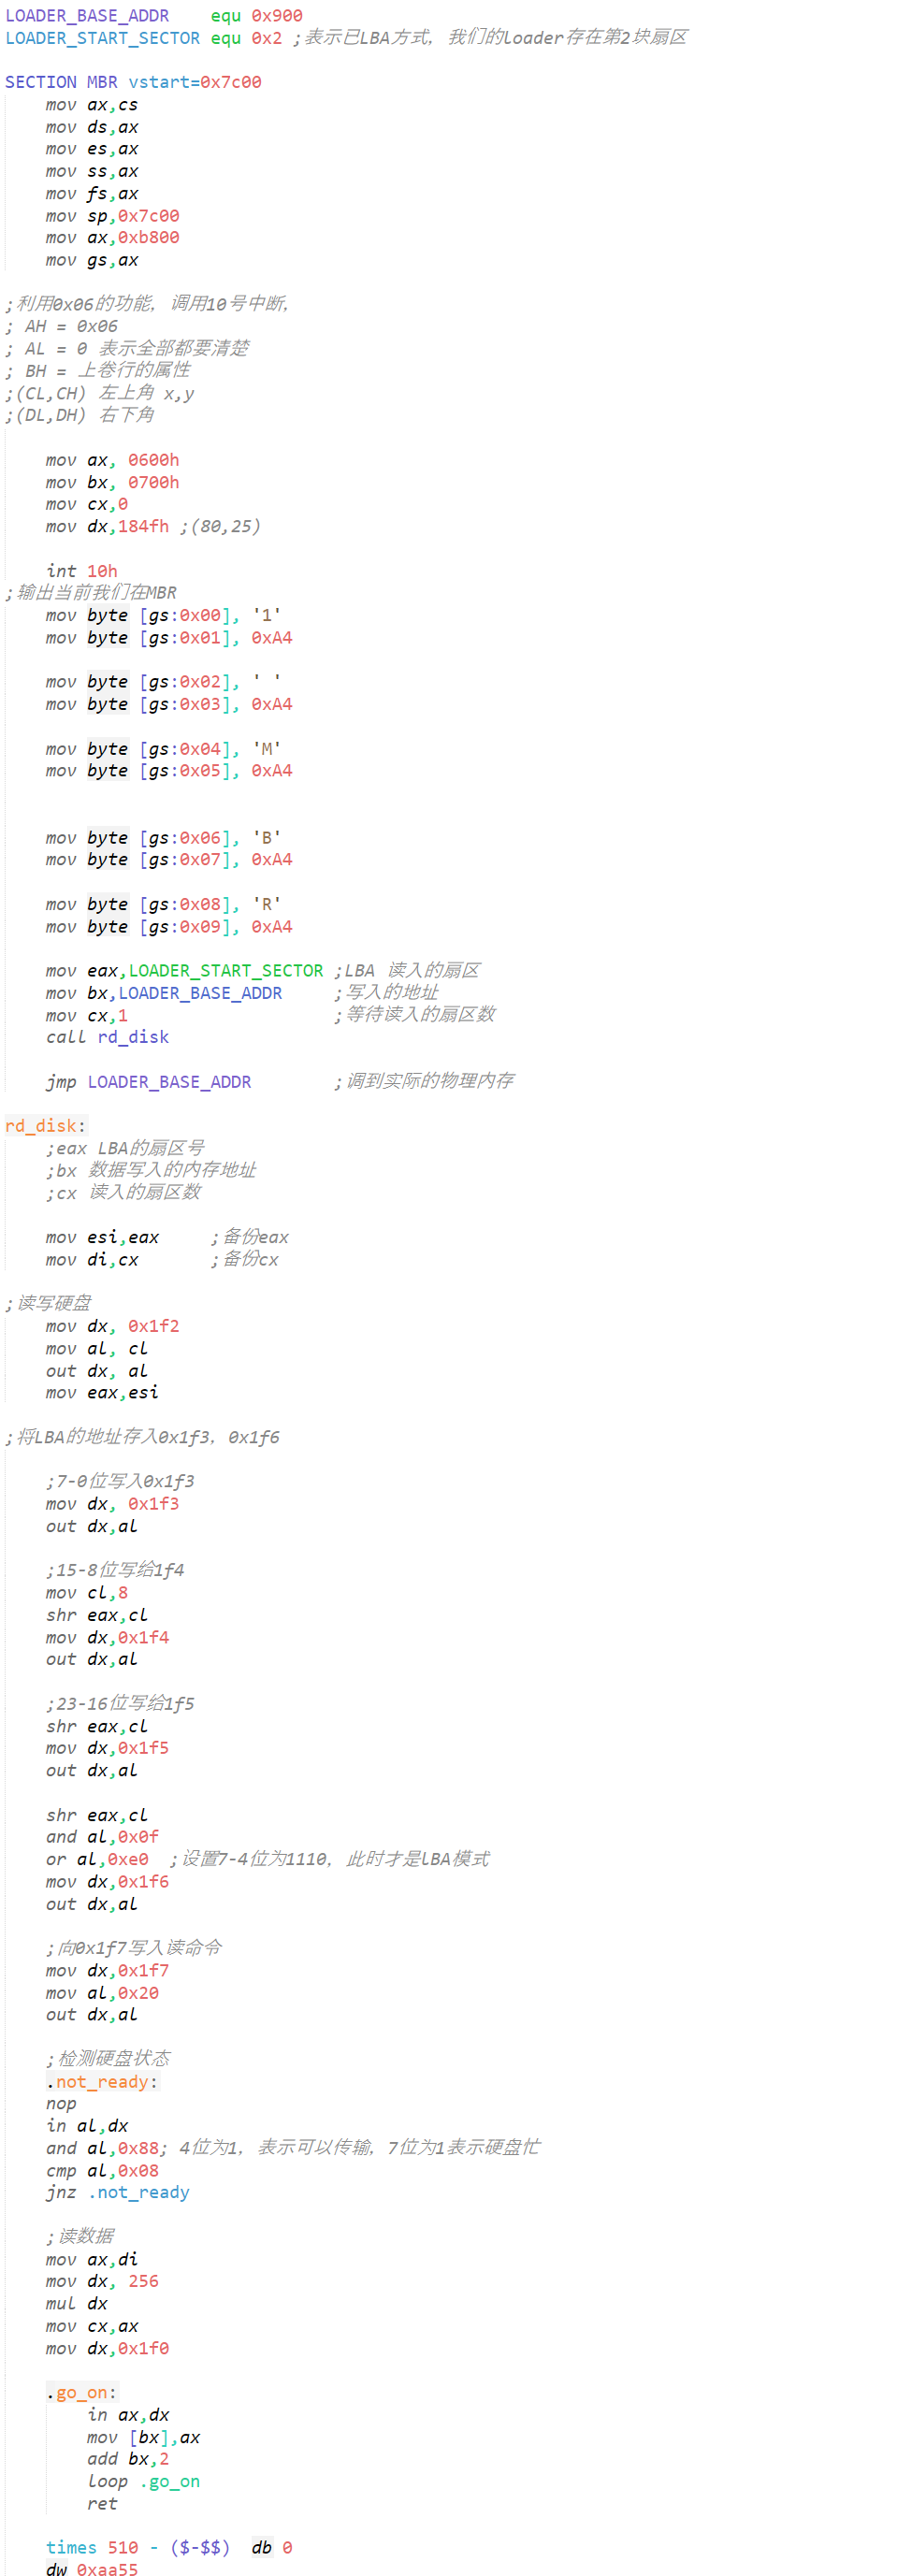 LOADER_BASE_ADDR    equ 0x900
LOADER_START_SECTOR equ 0x2 ;表示已LBA方式, 我们的loader存在第2块扇区
SECTION MBR vstart=0x7c00
    mov ax,cs
    mov ds,ax
    mov es,ax
    mov ss,ax
    mov fs,ax
    mov sp,0x7c00
    mov ax,0xb800
    mov gs,ax
;利用0x06的功能, 调用10号中断,
; AH = 0x06
; AL = 0 表示全部都要清楚
; BH = 上卷行的属性
;(CL,CH) 左上角 x,y
;(DL,DH) 右下角
    mov ax, 0600h
    mov bx, 0700h
    mov cx,0
    mov dx,184fh ;(80,25)
    int 10h
;输出当前我们在MBR
    mov byte [gs:0x00], '1'
    mov byte [gs:0x01], 0xA4
    mov byte [gs:0x02], ' '
    mov byte [gs:0x03], 0xA4
    mov byte [gs:0x04], 'M'
    mov byte [gs:0x05], 0xA4
    mov byte [gs:0x06], 'B'
    mov byte [gs:0x07], 0xA4
    mov byte [gs:0x08], 'R'
    mov byte [gs:0x09], 0xA4
    mov eax,LOADER_START_SECTOR ;LBA 读入的扇区
    mov bx,LOADER_BASE_ADDR     ;写入的地址
    mov cx,1                    ;等待读入的扇区数
    call rd_disk
    jmp LOADER_BASE_ADDR        ;调到实际的物理内存
rd_disk:
    ;eax LBA的扇区号
    ;bx 数据写入的内存地址
    ;cx 读入的扇区数
    mov esi,eax     ;备份eax
    mov di,cx       ;备份cx
;读写硬盘
    mov dx, 0x1f2
    mov al, cl
    out dx, al
    mov eax,esi
;将LBA的地址存入0x1f3, 0x1f6
    ;7-0位写入0x1f3
    mov dx, 0x1f3
    out dx,al
    ;15-8位写给1f4
    mov cl,8
    shr eax,cl
    mov dx,0x1f4
    out dx,al
    ;23-16位写给1f5
    shr eax,cl
    mov dx,0x1f5
    out dx,al
    shr eax,cl
    and al,0x0f
    or al,0xe0  ;设置7-4位为1110, 此时才是lBA模式
    mov dx,0x1f6
    out dx,al
    ;向0x1f7写入读命令
    mov dx,0x1f7
    mov al,0x20
    out dx,al
    ;检测硬盘状态
    .not_ready:
    nop
    in al,dx
    and al,0x88; 4位为1, 表示可以传输, 7位为1表示硬盘忙
    cmp al,0x08
    jnz .not_ready
    ;读数据
    mov ax,di
    mov dx, 256
    mul dx
    mov cx,ax
    mov dx,0x1f0
    .go_on:
        in ax,dx
        mov [bx],ax
        add bx,2
        loop .go_on
        ret
    times 510 - ($-$$)  db 0
    dw 0xaa55